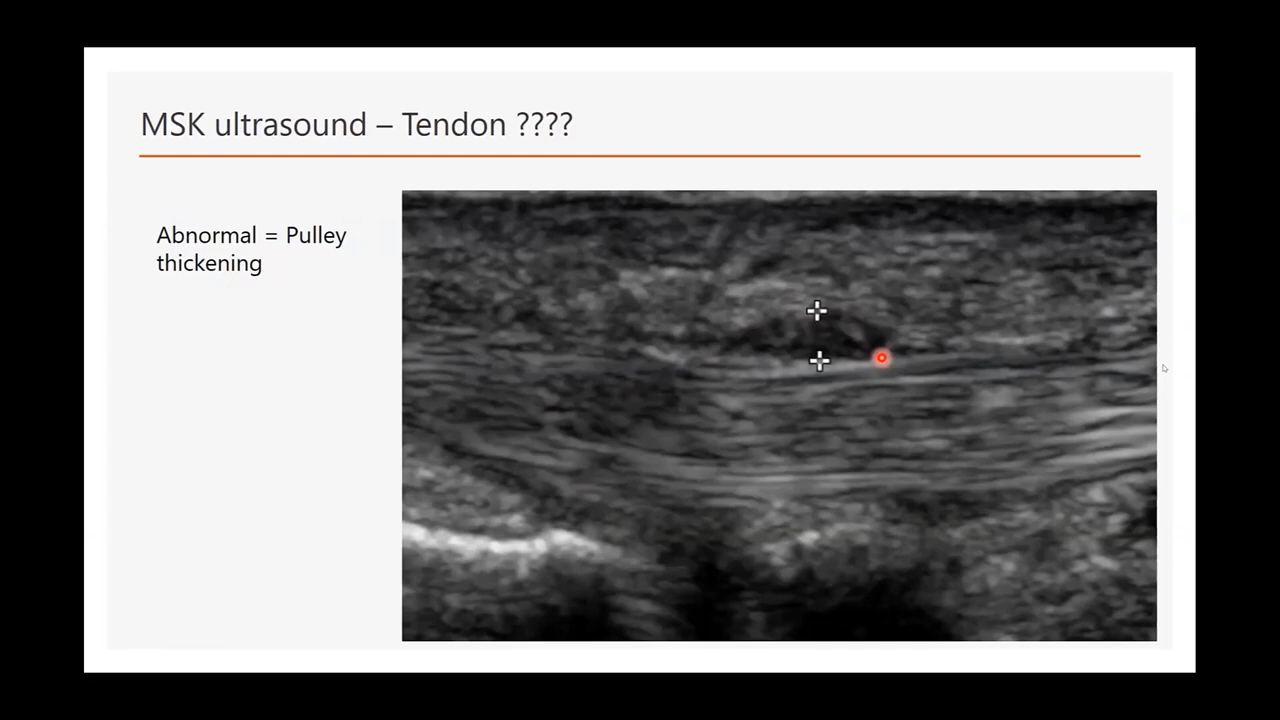 MSK ultrasound – Tendon ????
Abnormal = Pulley
thickening